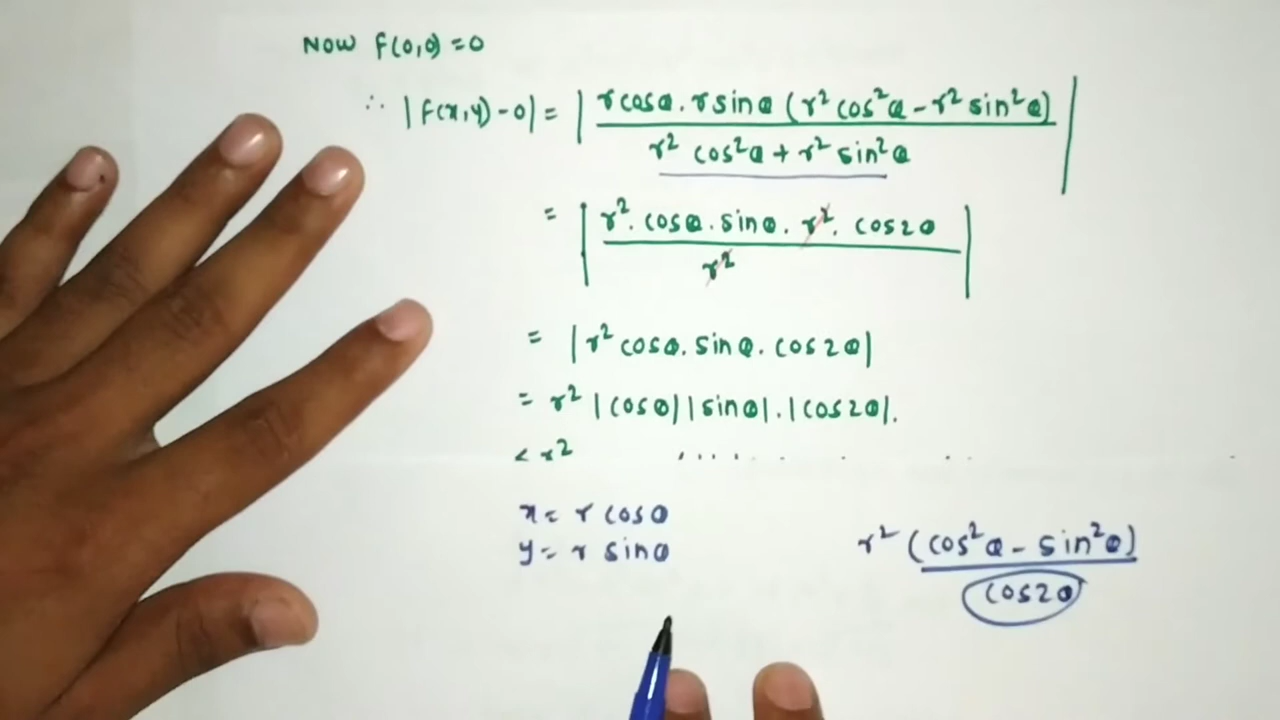 Now f(0,0) = 0
∴ |f(x,y) - 0| = | r cosθ . r sinθ (r² cos²θ - r² sin²θ) / r² cos²θ + r² sin²θ |
= | r² . cosθ . sinθ . r² . cos2θ / r² |
= | r² cosθ . sinθ . cos2θ |
= r² |cosθ| |sinθ| . |cos2θ| .
< r²
x = r cosθ
y = r sinθ
r² (cos²θ - sin²θ)
cos2θ